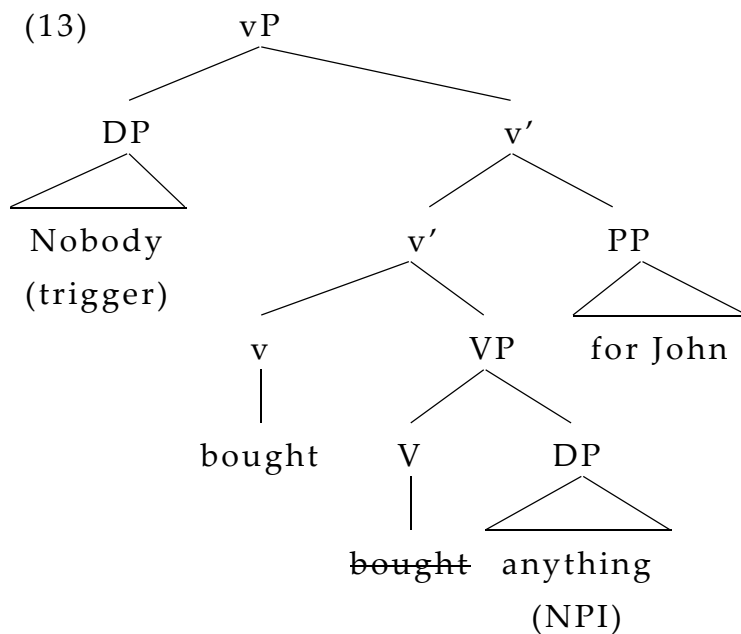 (13) vP
DP v’
Nobody v’ PP
(trigger)
v VP for John
bought V DP
bought anything
(NPI)